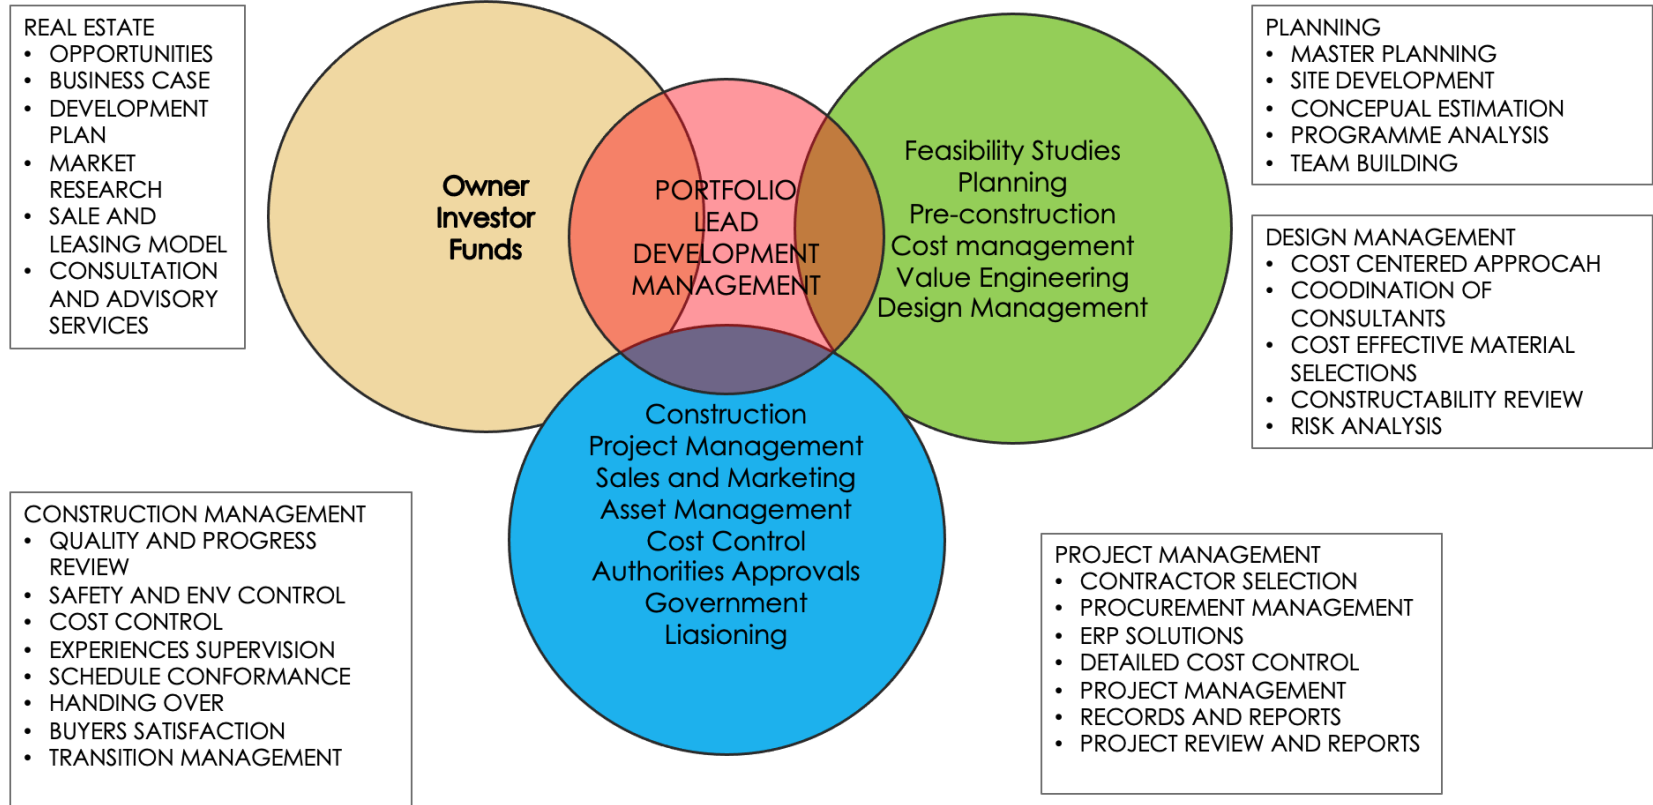 REAL ESTATE
• OPPORTUNITIES
• BUSINESS CASE
• DEVELOPMENT
PLAN
• MARKET
RESEARCH
• SALE AND
LEASING MODEL
• CONSULTATION
AND ADVISORY
SERVICES
Owner
Investor
Funds
PORTFOLIO
LEAD
DEVELOPMENT
MANAGEMENT
Feasibility Studies
Planning
Pre-construction
Cost management
Value Engineering
Design Management
PLANNING
• MASTER PLANNING
• SITE DEVELOPMENT
• CONCEPUAL ESTIMATION
• PROGRAMME ANALYSIS
• TEAM BUILDING
DESIGN MANAGEMENT
• COST CENTERED APPROCAH
• COODINATION OF
CONSULTANTS
• COST EFFECTIVE MATERIAL
SELECTIONS
• CONSTRUCTABILITY REVIEW
• RISK ANALYSIS
Construction
Project Management
Sales and Marketing
Asset Management
Cost Control
Authorities Approvals
Government
Liasioning
CONSTRUCTION MANAGEMENT
• QUALITY AND PROGRESS
REVIEW
• SAFETY AND ENV CONTROL
• COST CONTROL
• EXPERIENCES SUPERVISION
• SCHEDULE CONFORMANCE
• HANDING OVER
• BUYERS SATISFACTION
• TRANSITION MANAGEMENT
PROJECT MANAGEMENT
• CONTRACTOR SELECTION
• PROCUREMENT MANAGEMENT
• ERP SOLUTIONS
• DETAILED COST CONTROL
• PROJECT MANAGEMENT
• RECORDS AND REPORTS
• PROJECT REVIEW AND REPORTS